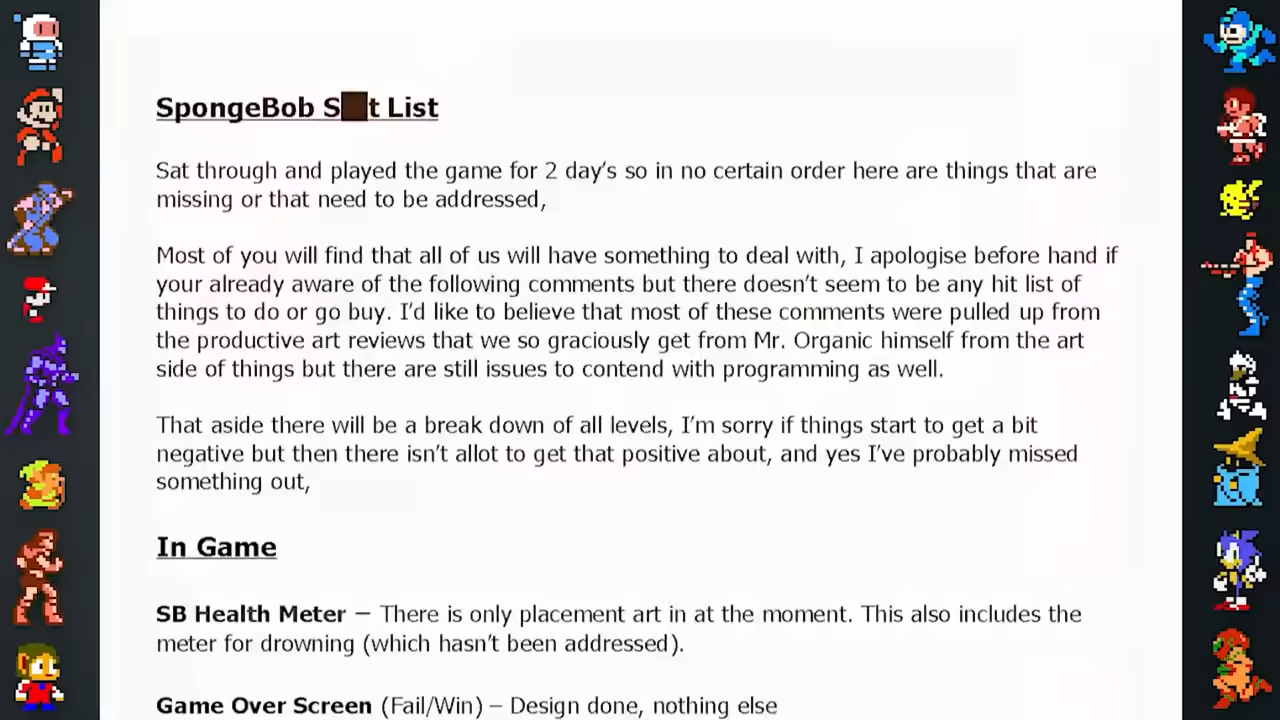 SpongeBob S t List
Sat through and played the game for 2 day's so in no certain order here are things that are
missing or that need to be addressed,
Most of you will find that all of us will have something to deal with, I apologise before hand if
your already aware of the following comments but there doesn't seem to be any hit list of
things to do or go buy. I'd like to believe that most of these comments were pulled up from
the productive art reviews that we so graciously get from Mr. Organic himself from the art
side of things but there are still issues to contend with programming as well.
That aside there will be a break down of all levels, I'm sorry if things start to get a bit
negative but then there isn't allot to get that positive about, and yes I've probably missed
something out,
In Game
SB Health Meter – There is only placement art in at the moment. This also includes the
meter for drowning (which hasn't been addressed).
Game Over Screen (Fail/Win) – Design done, nothing else